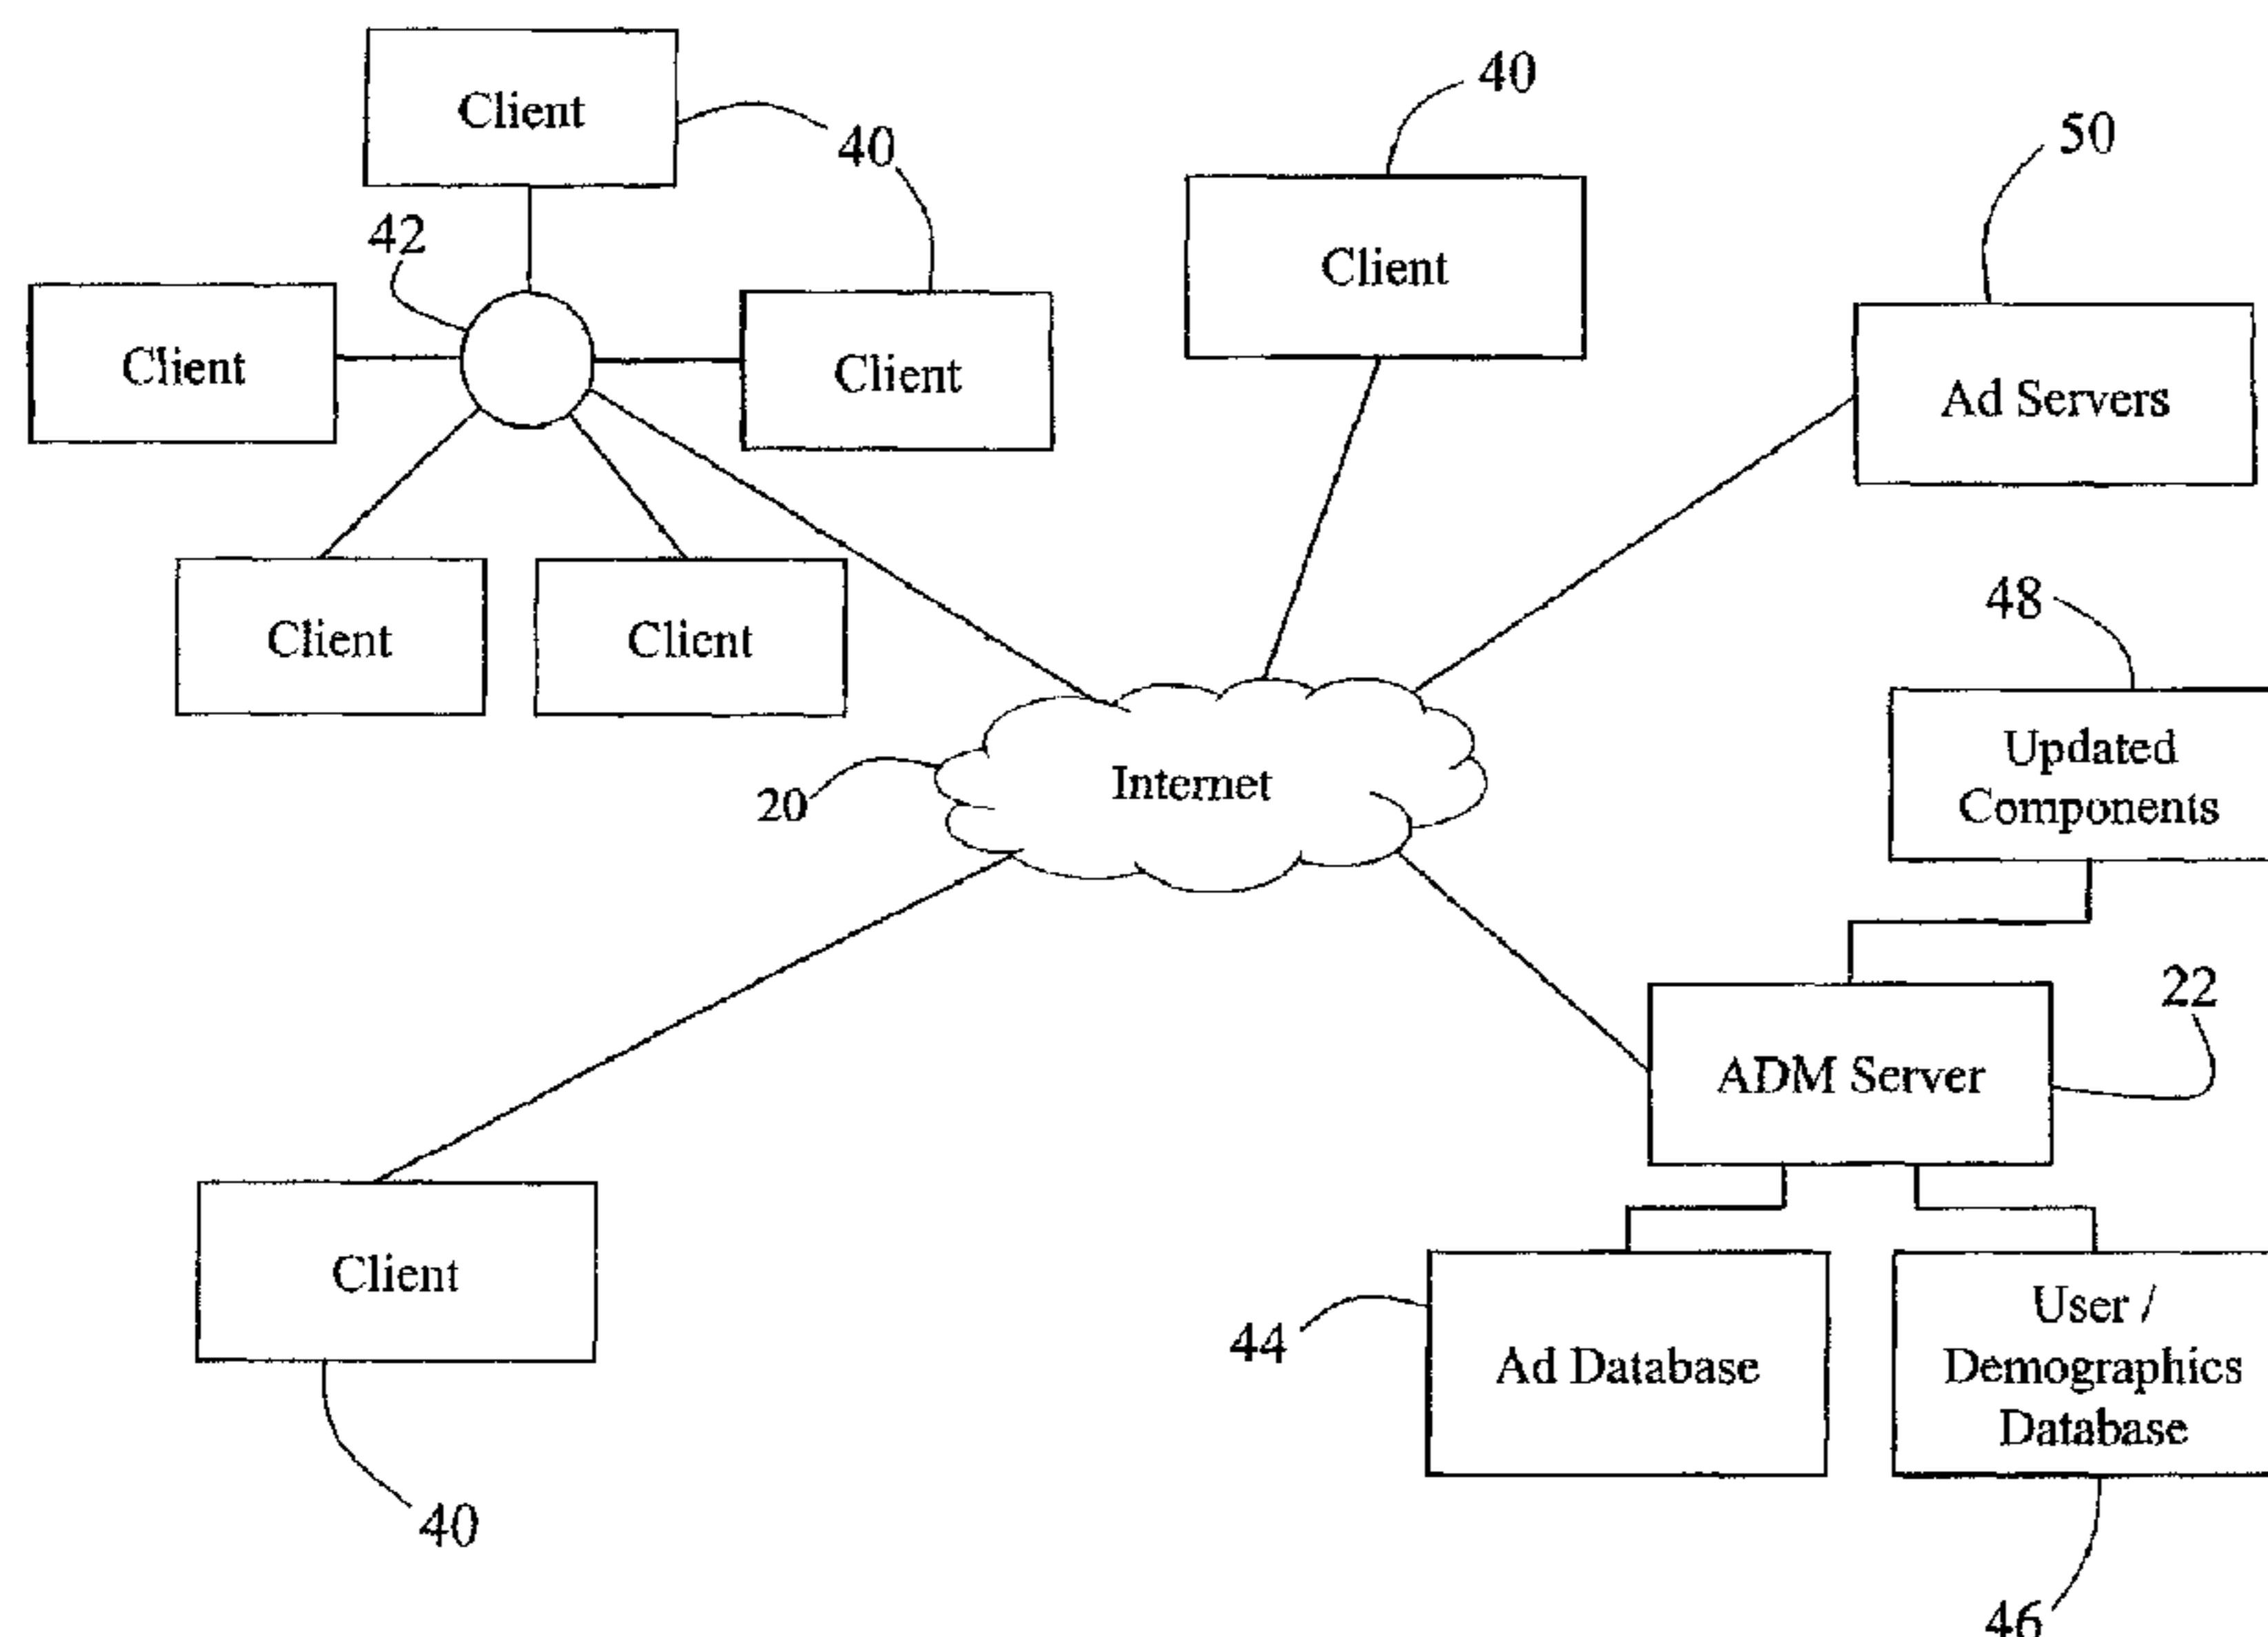 Client
40
40
50
42
Client
Client
Client
Ad Servers
Client
Client
48
20
Internet
Updated
Components
22
ADM Server
Client
44
Ad Database
User /
Demographics
Database
40
46